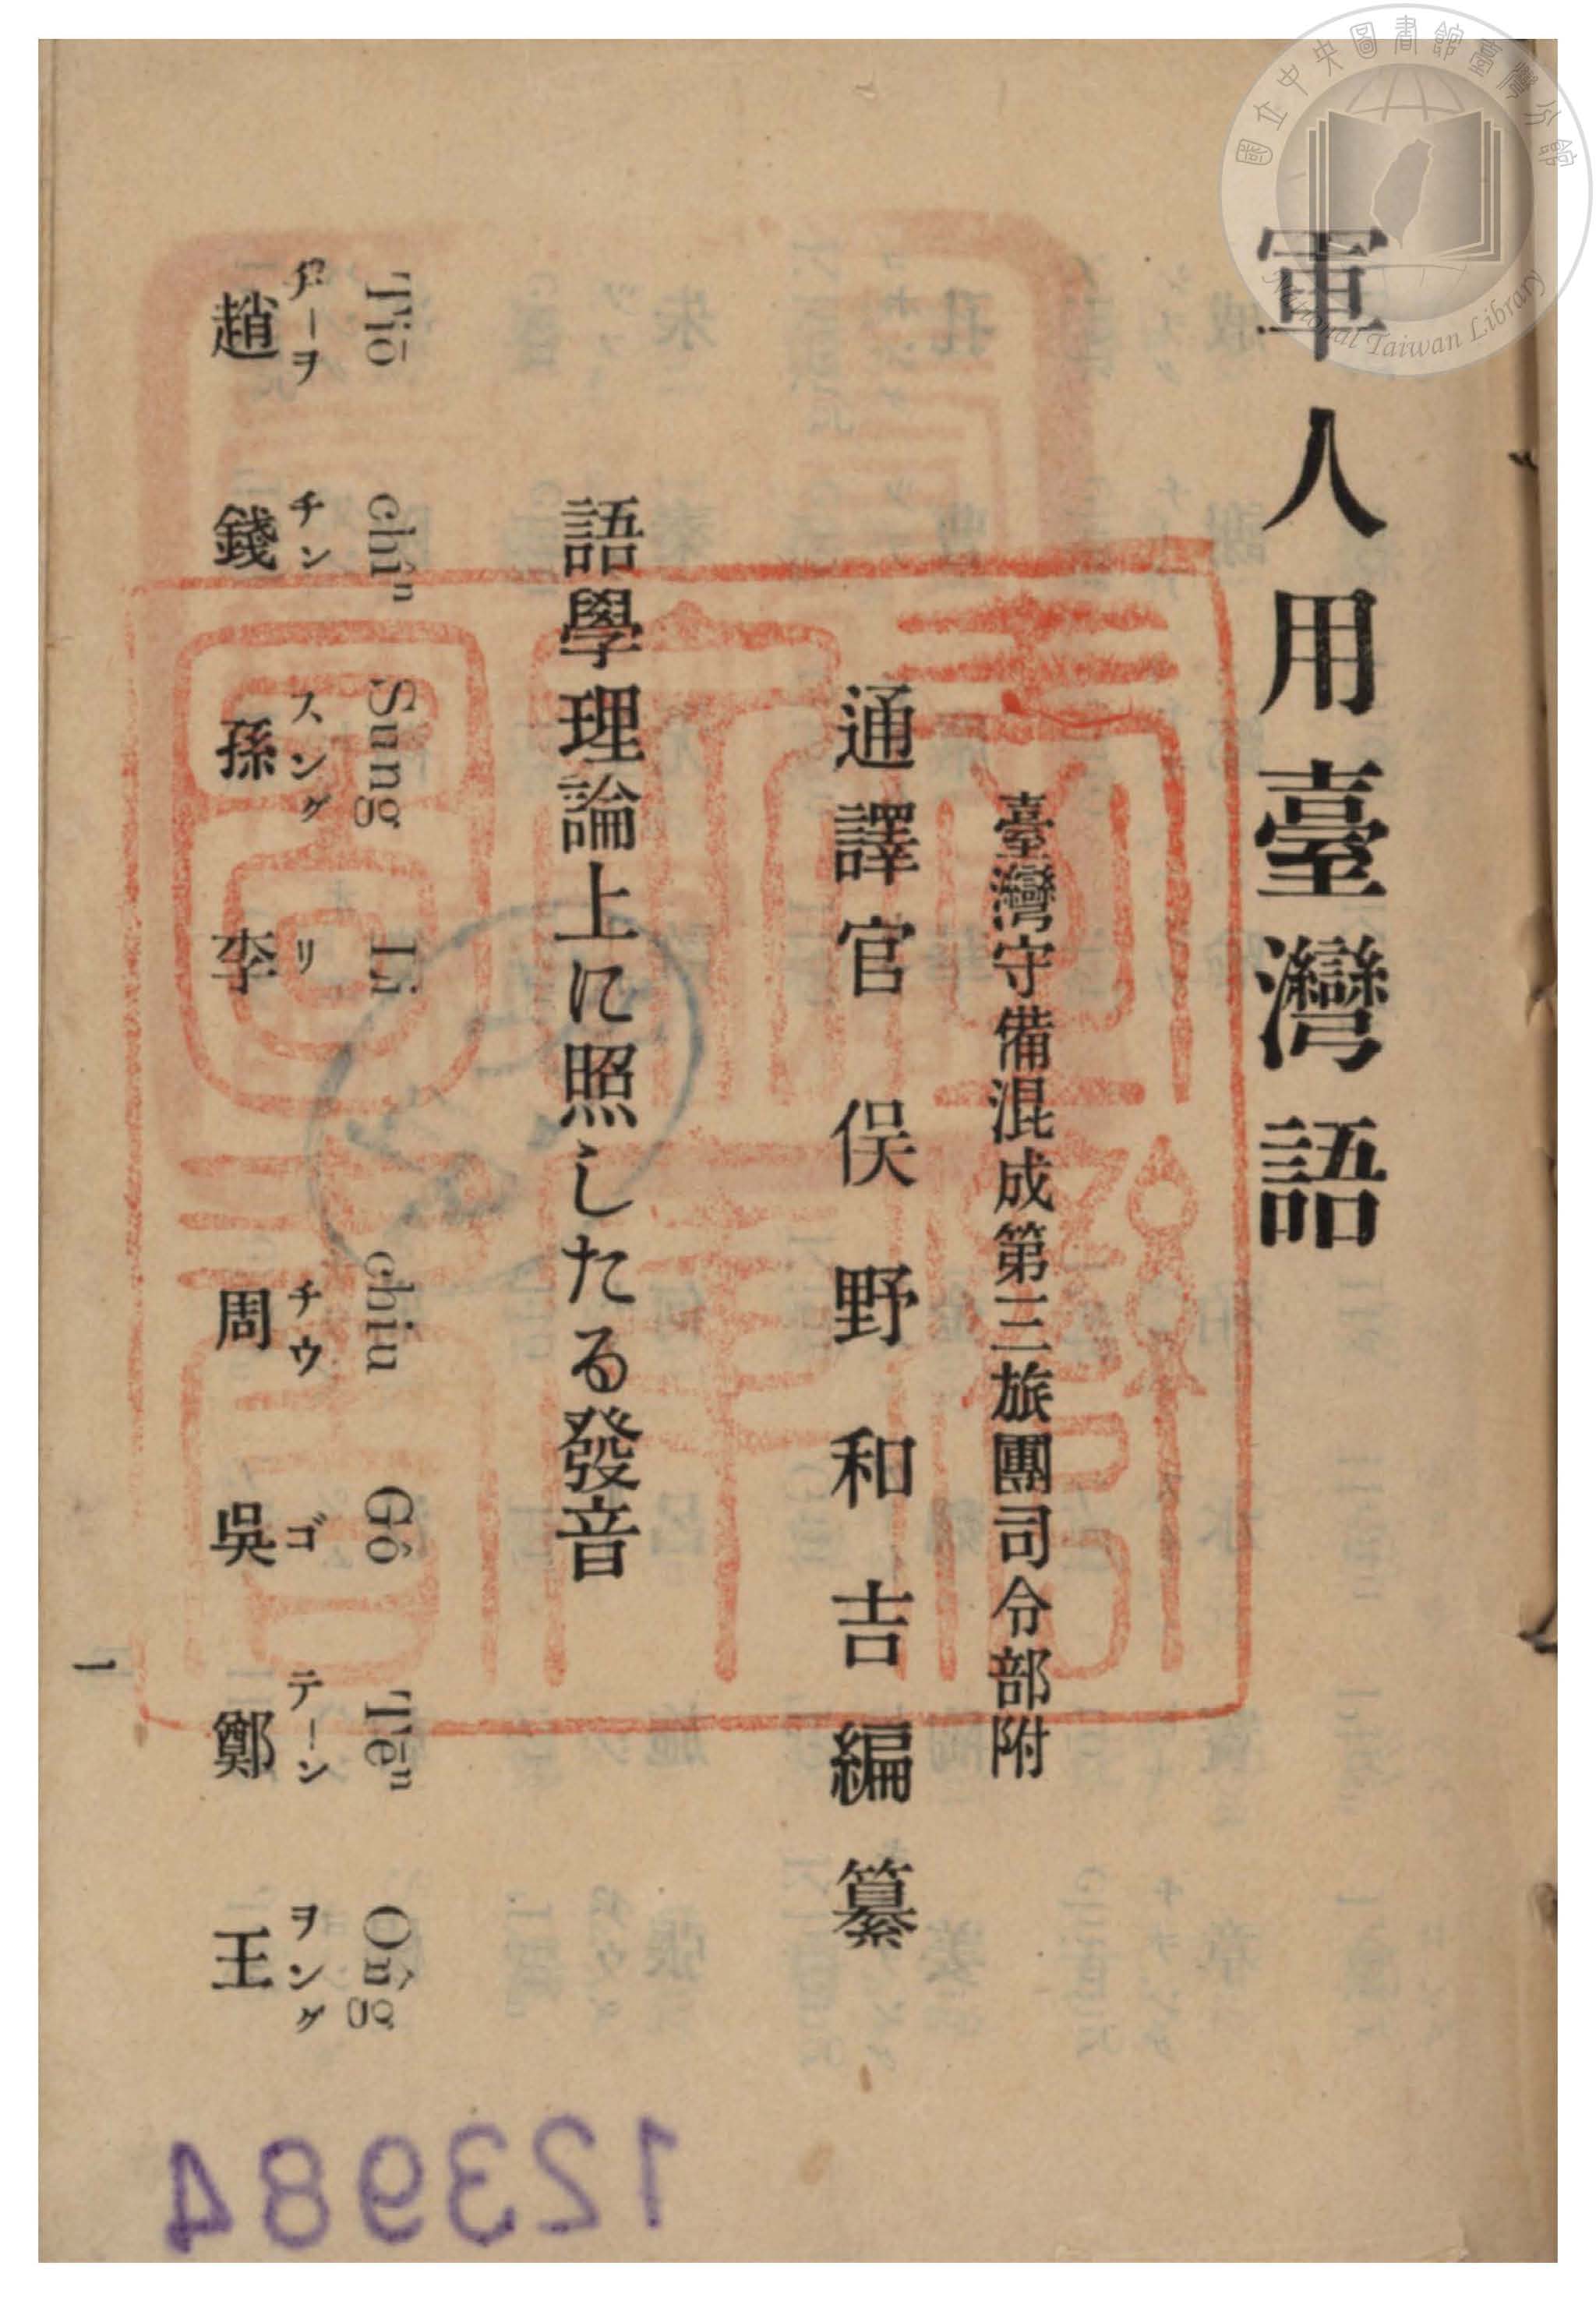 軍人用臺灣語
臺灣守備混成第三旅團司令部附
通譯官 俣野和吉編纂
語學理論上に照したる發音
Tiō chîⁿ Sung Li chiu Gô Tēⁿ Ông
チーヲ チン スング リ チウ ゴ テーン ヲング
趙 錢 孫 李 周 吳 鄭 王
一
123984
國立中央圖書館臺灣分館
National Taiwan Library